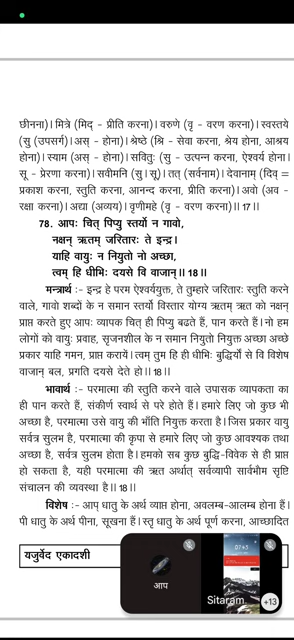 छीनना)। मित्रे (मिद् - प्रीति करना)। वरुणे (वृ - वरण करना)। स्वस्तये
(सु (उपसर्ग)। अस् - होना)। श्रेष्ठे (श्रि - सेवा करना, श्रेय होना, आश्रय
होना)। स्याम (अस् - होना)। सवितुः (सु - उत्पन्न करना, ऐश्वर्य होना।
सू - प्रेरणा करना)। सवीमनि (सु। सू)। तत् (सर्वनाम)। देवानाम् (दिव् =
प्रकाश करना, स्तुति करना, आनन्द करना, प्रीति करना)। अवो (अव -
रक्षा करना)। अद्या (अव्यय)। वृणीमहे (वृ - वरण करना)॥ 17॥
78. आपः चित् पिप्यु स्तर्यो न गावो,
नक्षन् ऋतम् जरितारः ते इन्द्र।
याहि वायुः न नियुतो नो अच्छा,
त्वम् हि धीभिः दयसे वि वाजान्॥ 18॥
मन्त्रार्थ :- इन्द्र हे परम ऐश्वर्ययुक्त, ते तुम्हारे जरितारः स्तुति करने
वाले, गावो शब्दों के न समान स्तर्यो विस्तार योग्य ऋतम् ऋत को नक्षन्
प्राप्त करते हुए आपः व्यापक चित् ही पिप्यु बढते हैं, पान करते हैं। नो हम
लोगों को वायुः प्रवाह, सृजनशील के न समान नियुतो नियुक्त अच्छा अच्छे
प्रकार याहि गमन, प्राप्त करायें। त्वम् तुम हि ही धीभिः बुद्धिर्यो से वि विशेष
वाजान् बल, प्रगति दयसे देते हो॥ 18॥
भावार्थ :- परमात्मा की स्तुति करने वाले उपासक व्यापकता का
ही पान करते हैं, संकीर्ण स्वार्थ से परे होते हैं। हमारे लिए जो कुछ भी
अच्छा है, परमात्मा उसे वायु की भाँति नियुक्त करता है। जिस प्रकार वायु
सर्वत्र सुलभ है, परमात्मा की कृपा से हमारे लिए जो कुछ आवश्यक तथा
अच्छा है, सर्वत्र सुलभ होता है। हमको सब कुछ बुद्धि-विवेक से ही प्राप्त
हो सकता है, यही परमात्मा की ऋत अर्थात् सर्वव्यापी सार्वभौम सृष्टि
संचालन की व्यवस्था है॥ 18॥
विशेष :- आप् धातु के अर्थ व्याप्त होना, अवलम्ब-आलम्ब होना हैं।
पी धातु के अर्थ पीना, सूखना हैं। स्तृ धातु के अर्थ पूर्ण करना, आच्छादित
यजुर्वेद एकादशी
आप
Sitaram
+13